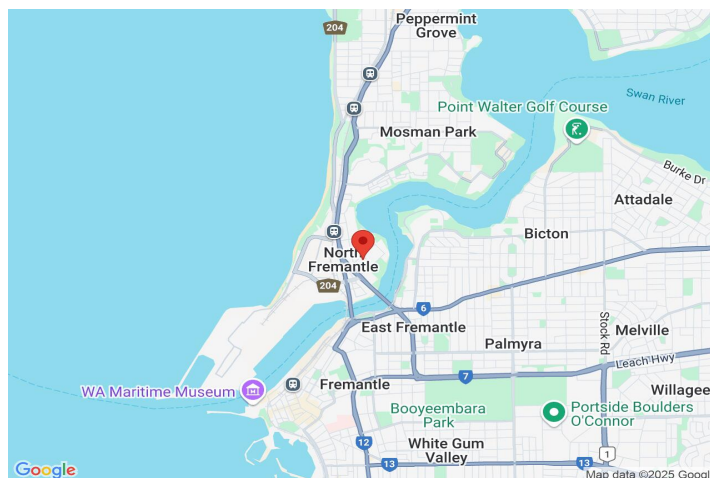 Peppermint
Grove
204
Swan River
Point Walter Golf Course
Mosman Park
Burke Dr
Attadale
Bicton
North
Fremantle
204
6
East Fremantle
Stock Rd
Melville
Palmyra
Leach Hwy
7
WA Maritime Museum
Fremantle
Willagee
Booyeembara
Park
Portside Boulders
O'Connor
12
White Gum
Valley
13
13
1
Google
Map data ©2025 Google